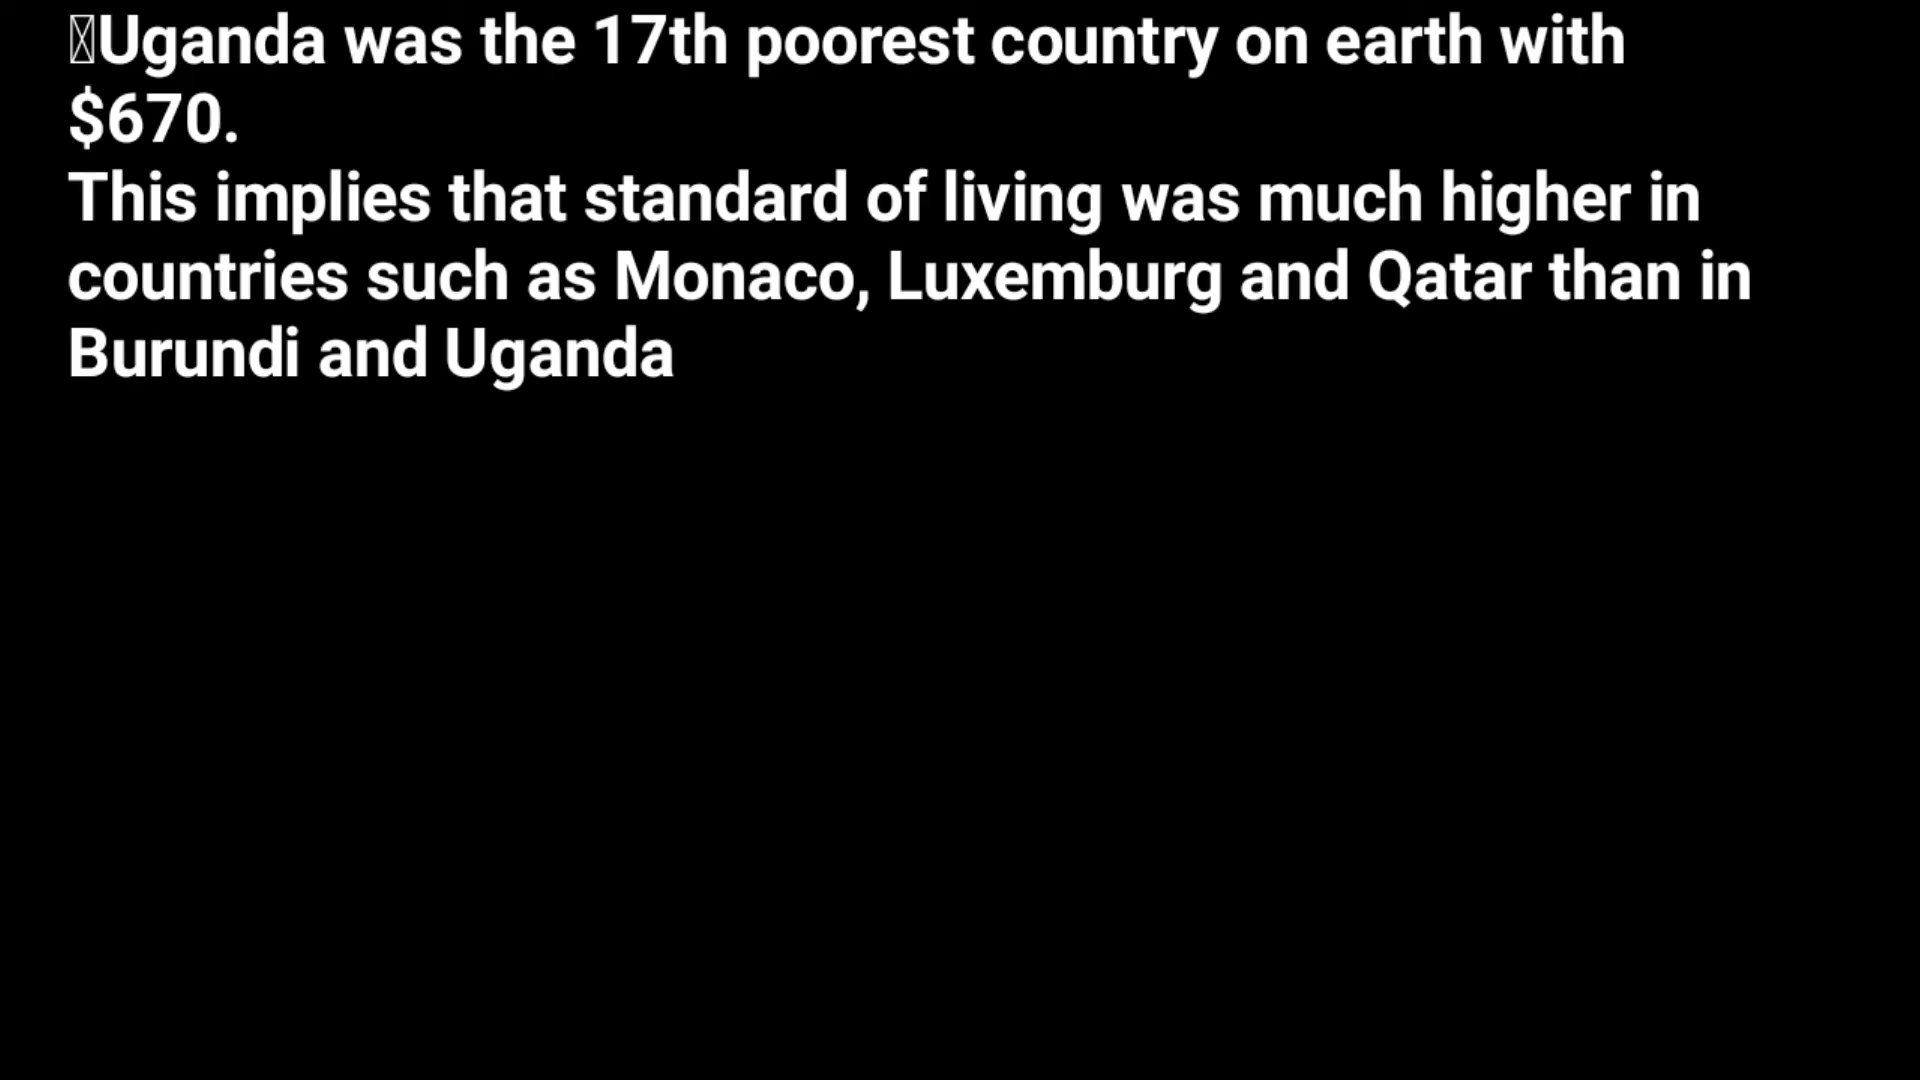 Uganda was the 17th poorest country on earth with
$670.
This implies that standard of living was much higher in
countries such as Monaco, Luxemburg and Qatar than in
Burundi and Uganda